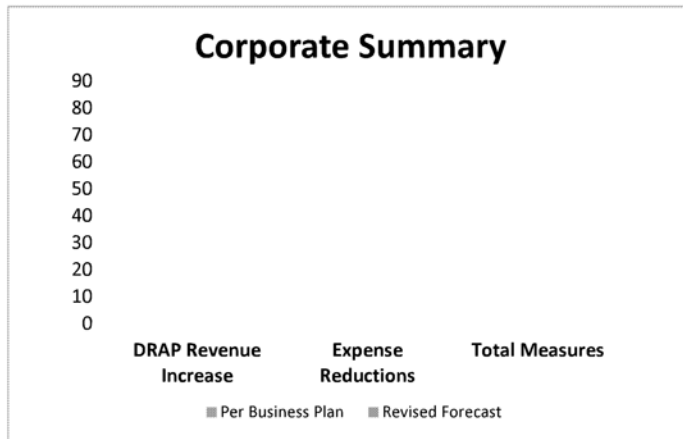 Corporate Summary
90
80
70
60
50
40
30
20
10
0
DRAP Revenue Increase
Expense Reductions
Total Measures
Per Business Plan
Revised Forecast